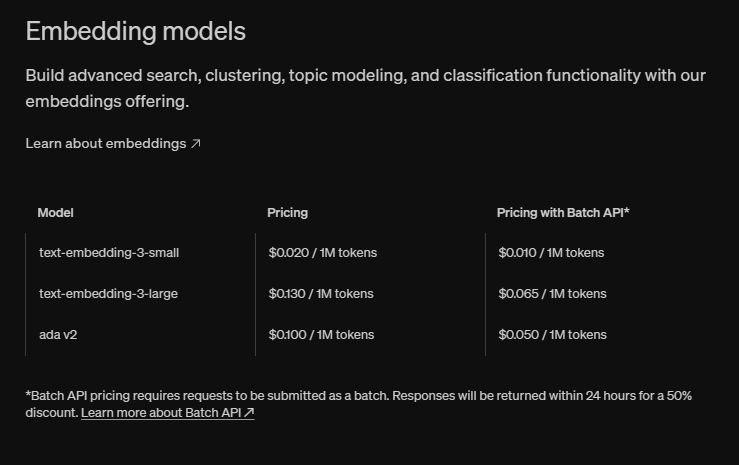 Embedding models
Build advanced search, clustering, topic modeling, and classification functionality with our
embeddings offering.
Learn about embeddings ↗
Model Pricing Pricing with Batch API*
text-embedding-3-small $0.020 / 1M tokens $0.010 / 1M tokens
text-embedding-3-large $0.130 / 1M tokens $0.065 / 1M tokens
ada v2 $0.100 / 1M tokens $0.050 / 1M tokens
*Batch API pricing requires requests to be submitted as a batch. Responses will be returned within 24 hours for a 50%
discount. Learn more about Batch API ↗